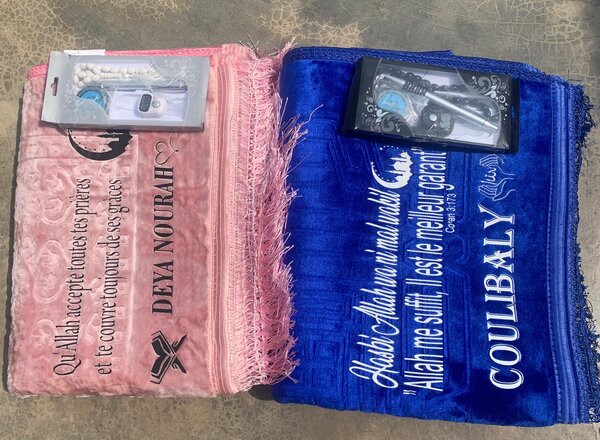 Qu'Allah accepte toutes tes prières
et te couvre toujours de ses graces
DEYA NOURAH
Hasbi Allah wa ni'mal wakil
"Allah me suffit, Il est le meilleur garant"
Coran 3:173
COULIBALY